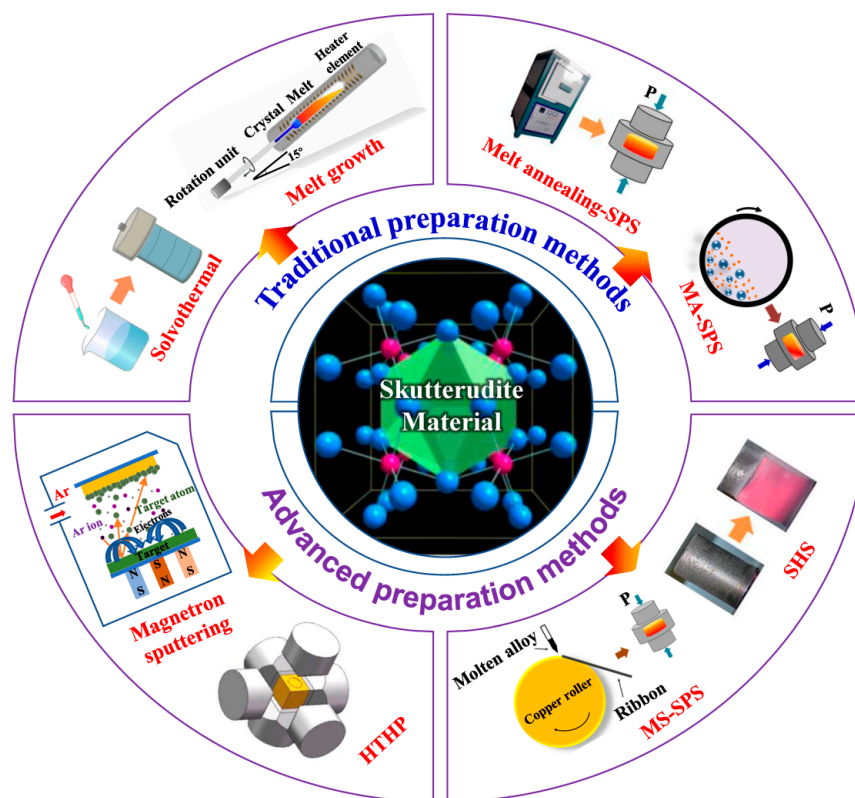 Heater
element
Melt
Crystal
Rotation unit
15°
Melt growth
Solvothermal
P
Melt annealing-SPS
P
MA-SPS
Traditional preparation methods
Skutterudite
Material
Advanced preparation methods
Ar
Target atom
Ar ion
Electrons
Target
N
S
S
N
N
S
Magnetron
sputtering
HTHP
SHS
Molten alloy
P
Copper roller
Ribbon
MS-SPS